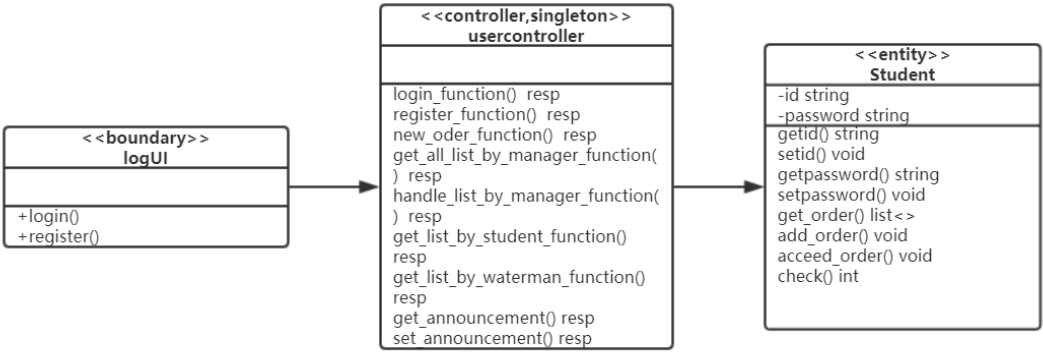 <<boundary>>
logUI
+login()
+register()
<<controller,singleton>>
usercontroller
login_function() resp
register_function() resp
new_oder_function() resp
get_all_list_by_manager_function(
) resp
handle_list_by_manager_function(
) resp
get_list_by_student_function()
resp
get_list_by_waterman_function()
resp
get_announcement() resp
set_announcement() resp
<<entity>>
Student
-id string
-password string
getid() string
setid() void
getpassword() string
setpassword() void
get_order() list<>
add_order() void
acceed_order() void
check() int